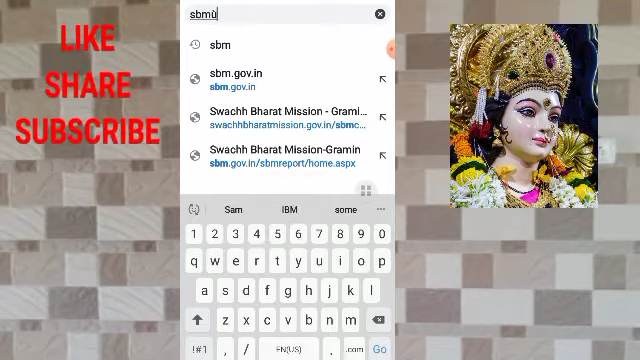 LIKE
SHARE
SUBSCRIBE
sbmù
sbm
sbm.gov.in
sbm.gov.in
Swachh Bharat Mission - Grami...
swachhbharatmission.gov.in/sbmc...
Swachh Bharat Mission-Gramin
sbm.gov.in/sbmreport/home.aspx
Sam IBM some ...
1 2 3 4 5 6 7 8 9 0
q w e r t y u i o p
a s d f g h j k l
z x c v b n m
!#1 , / EN(US) . .com Go